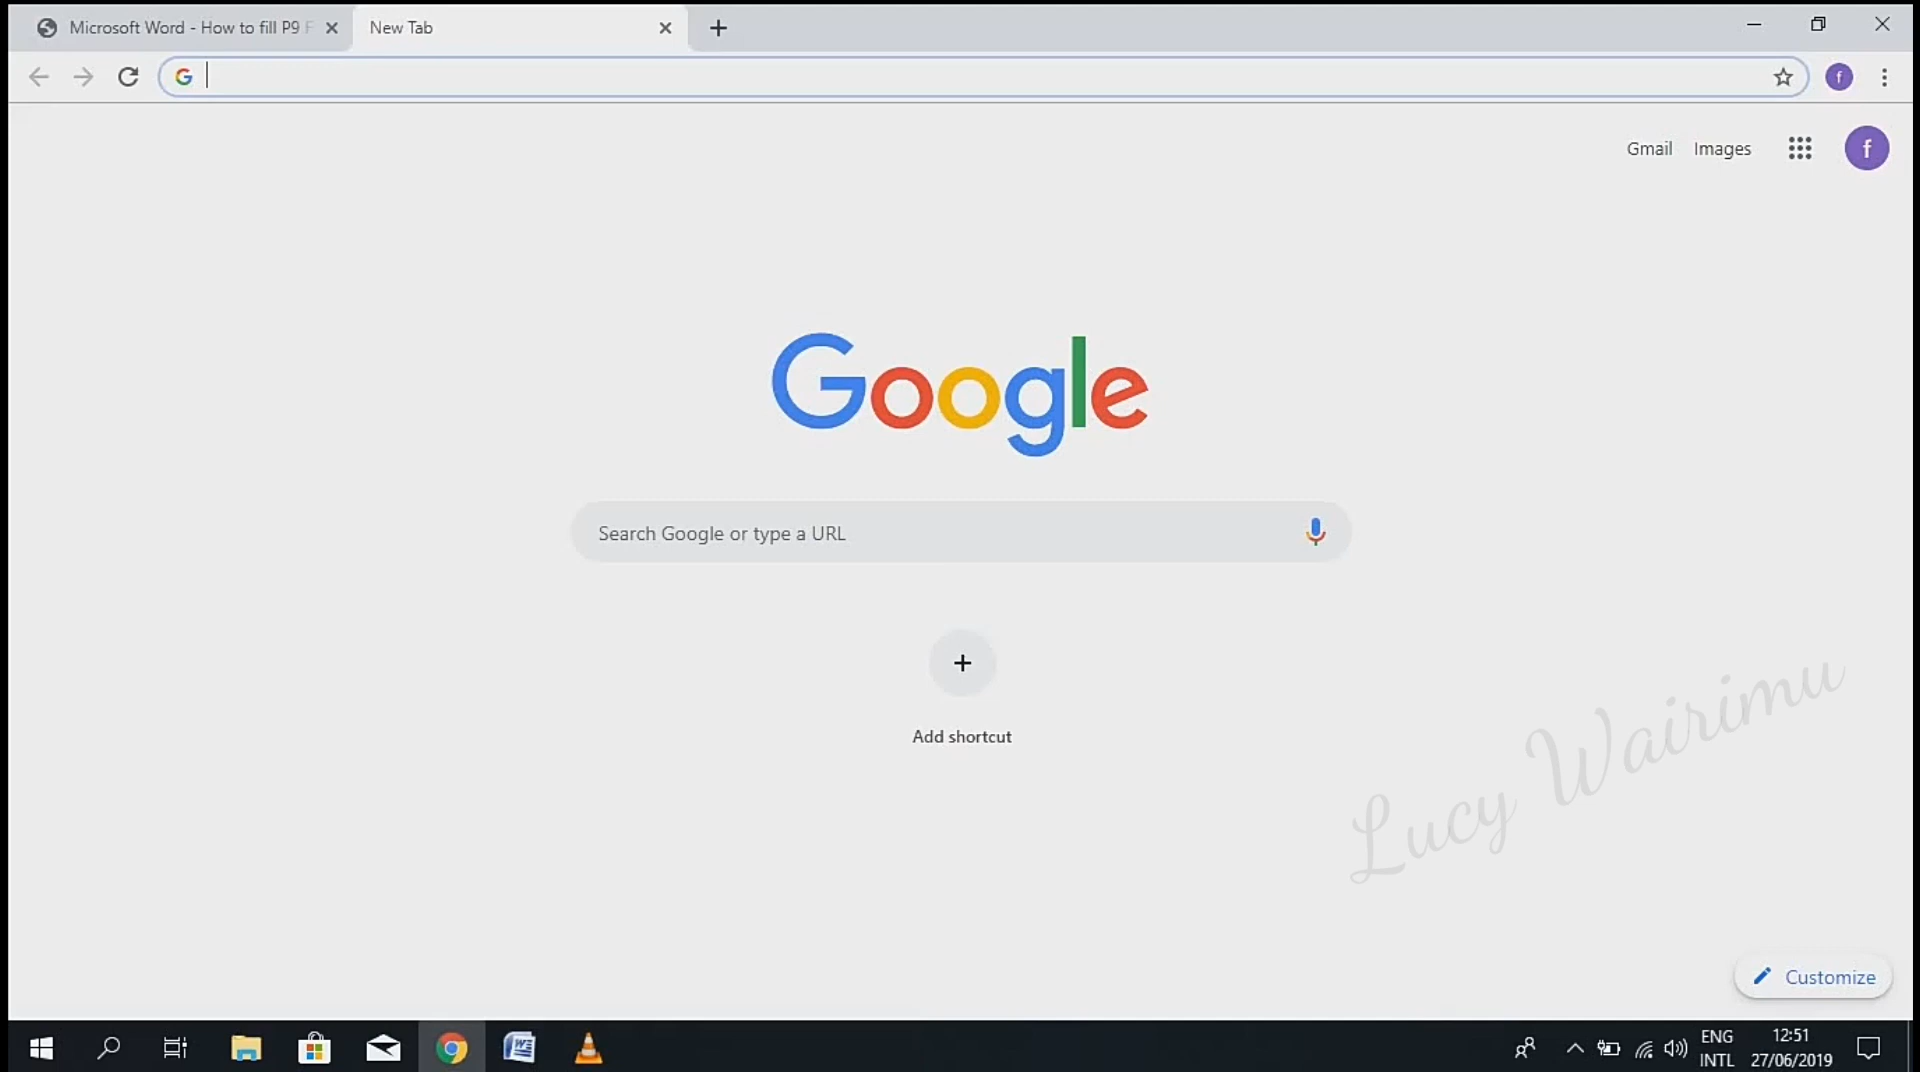 Microsoft Word - How to fill P9 F
New Tab
Gmail Images
f
f
Google
Search Google or type a URL
Add shortcut
Lucy Wairimu
Customize
ENG
INTL
12:51
27/06/2019